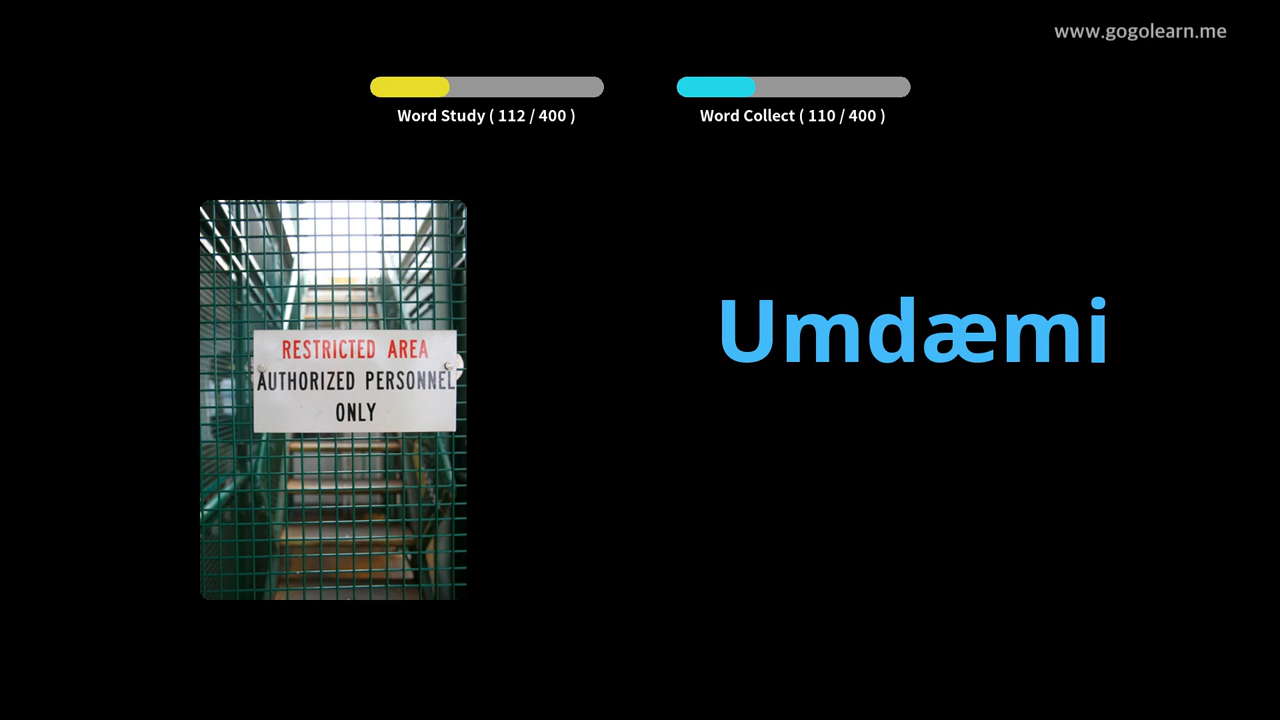 www.gogolearn.me
Word Study ( 112 / 400 )
Word Collect ( 110 / 400 )
RESTRICTED AREA
AUTHORIZED PERSONNEL
ONLY
Umdæmi